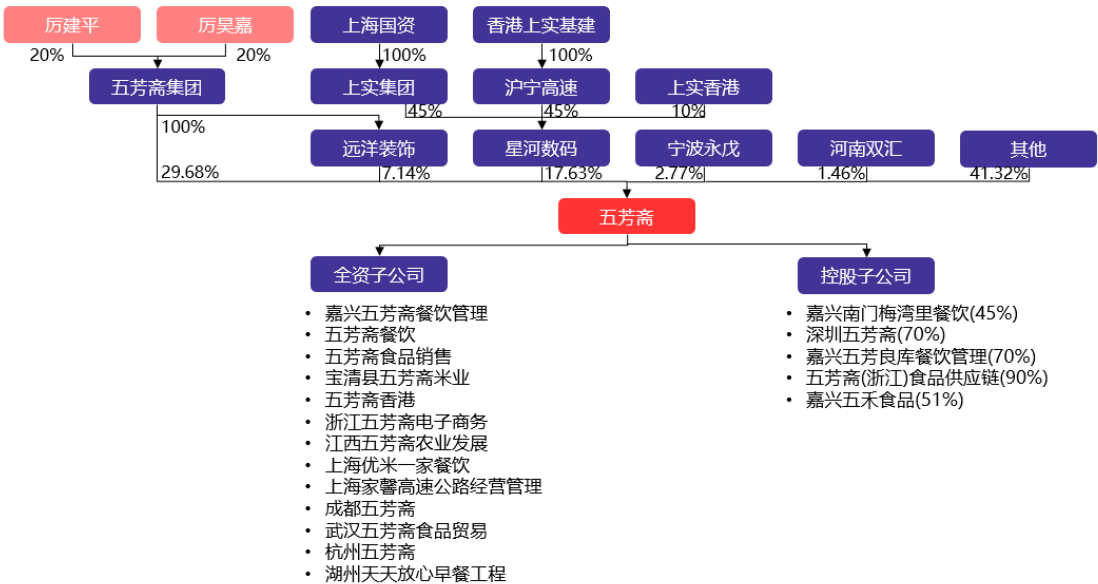 厉建平 厉昊嘉 上海国资 香港上实基建
20% 20% 100% 100%
五芳斋集团 上实集团 沪宁高速 上实香港
45% 45% 10%
100%
远洋装饰 星河数码 宁波永戊 河南双汇 其他
29.68% 7.14% 17.63% 2.77% 1.46% 41.32%
五芳斋
全资子公司 控股子公司
• 嘉兴五芳斋餐饮管理
• 五芳斋餐饮
• 五芳斋食品销售
• 宝清县五芳斋米业
• 五芳斋香港
• 浙江五芳斋电子商务
• 江西五芳斋农业发展
• 上海优米一家餐饮
• 上海家馨高速公路经营管理
• 成都五芳斋
• 武汉五芳斋食品贸易
• 杭州五芳斋
• 湖州天天放心早餐工程
• 嘉兴南门梅湾里餐饮(45%)
• 深圳五芳斋(70%)
• 嘉兴五芳良库餐饮管理(70%)
• 五芳斋(浙江)食品供应链(90%)
• 嘉兴五禾食品(51%)